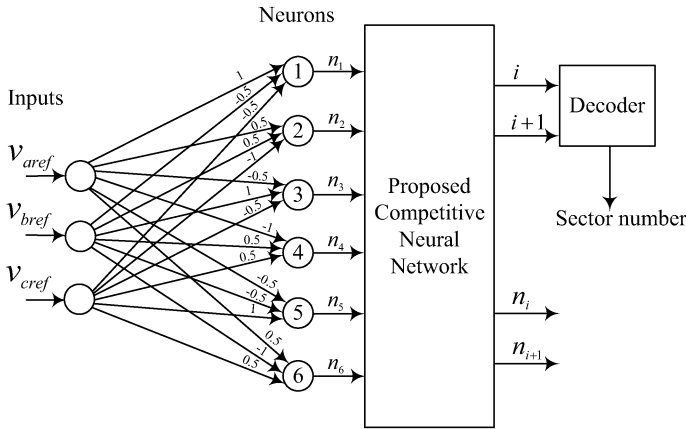 Neurons
Inputs
v_aref
v_bref
v_cref
1
-0.5
-0.5
0.5
0.5
-1
-0.5
1
-0.5
-1
0.5
0.5
-0.5
-0.5
1
0.5
-1
0.5
1
2
3
4
5
6
n_1
n_2
n_3
n_4
n_5
n_6
Proposed
Competitive
Neural
Network
i
i+1
Decoder
Sector number
n_i
n_{i+1}